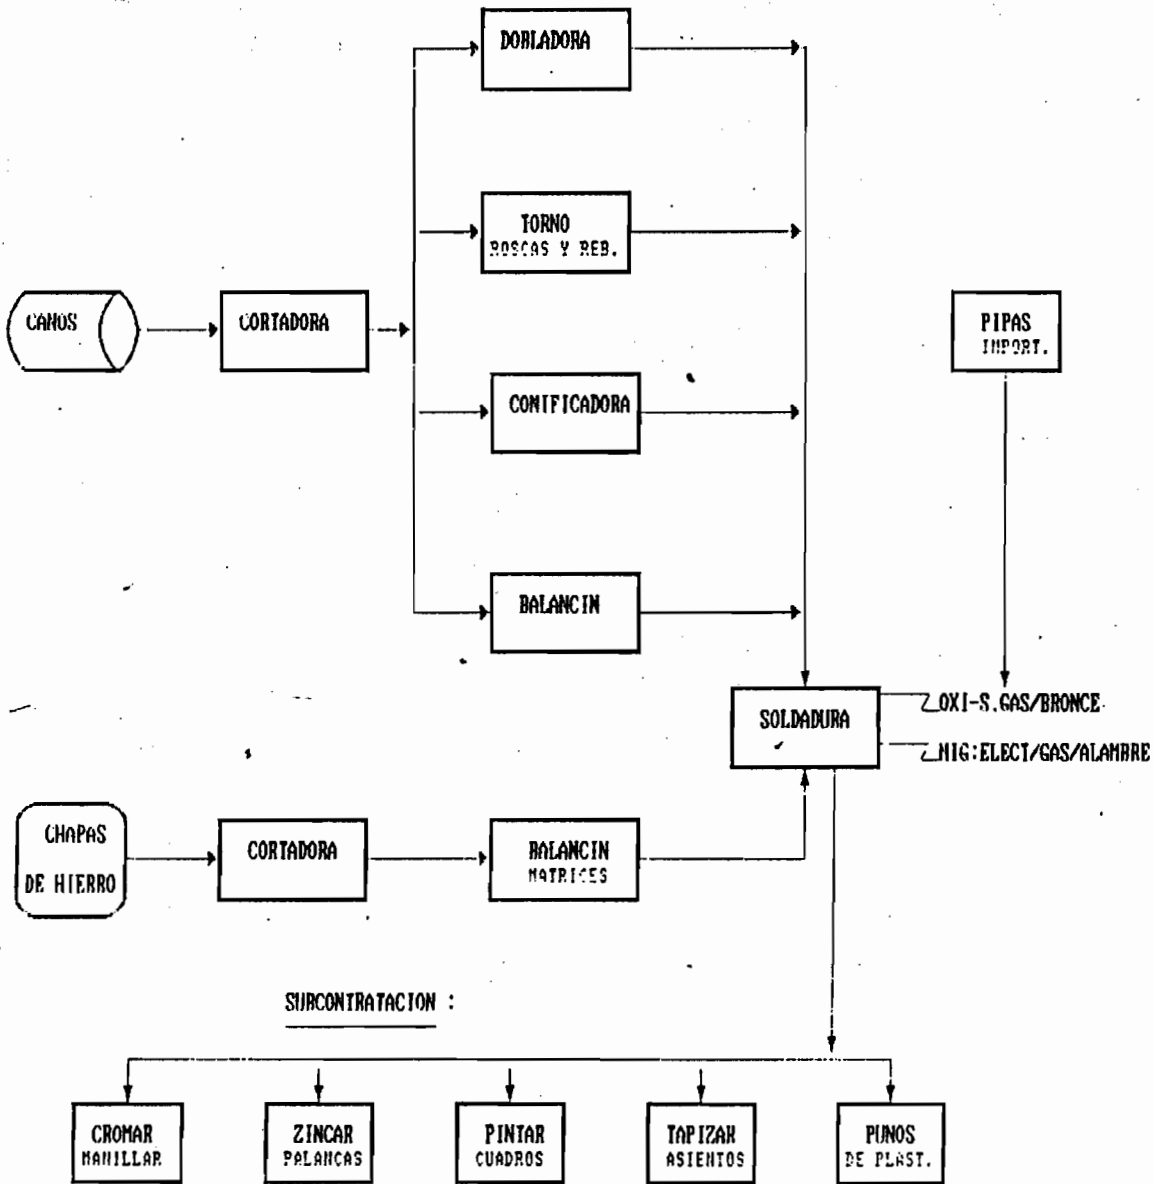 DOBLADORA
TORNO
ROSCAS Y REB.
CANOS
CORTADORA
PIPAS
IMPORT.
CONIFICADORA
BALANCIN
SOLDADURA
OXI-S.GAS/BRONCE
MIG:ELECT/GAS/ALAMBRE
CHAPAS
DE HIERRO
CORTADORA
BALANCIN
MATRICES
SUBCONTRATACION :
CROMAR
MANILLAR
ZINCAR
PALANCAS
PINTAR
CUADROS
TAPIZAR
ASIENTOS
PUNOS
DE PLAST.